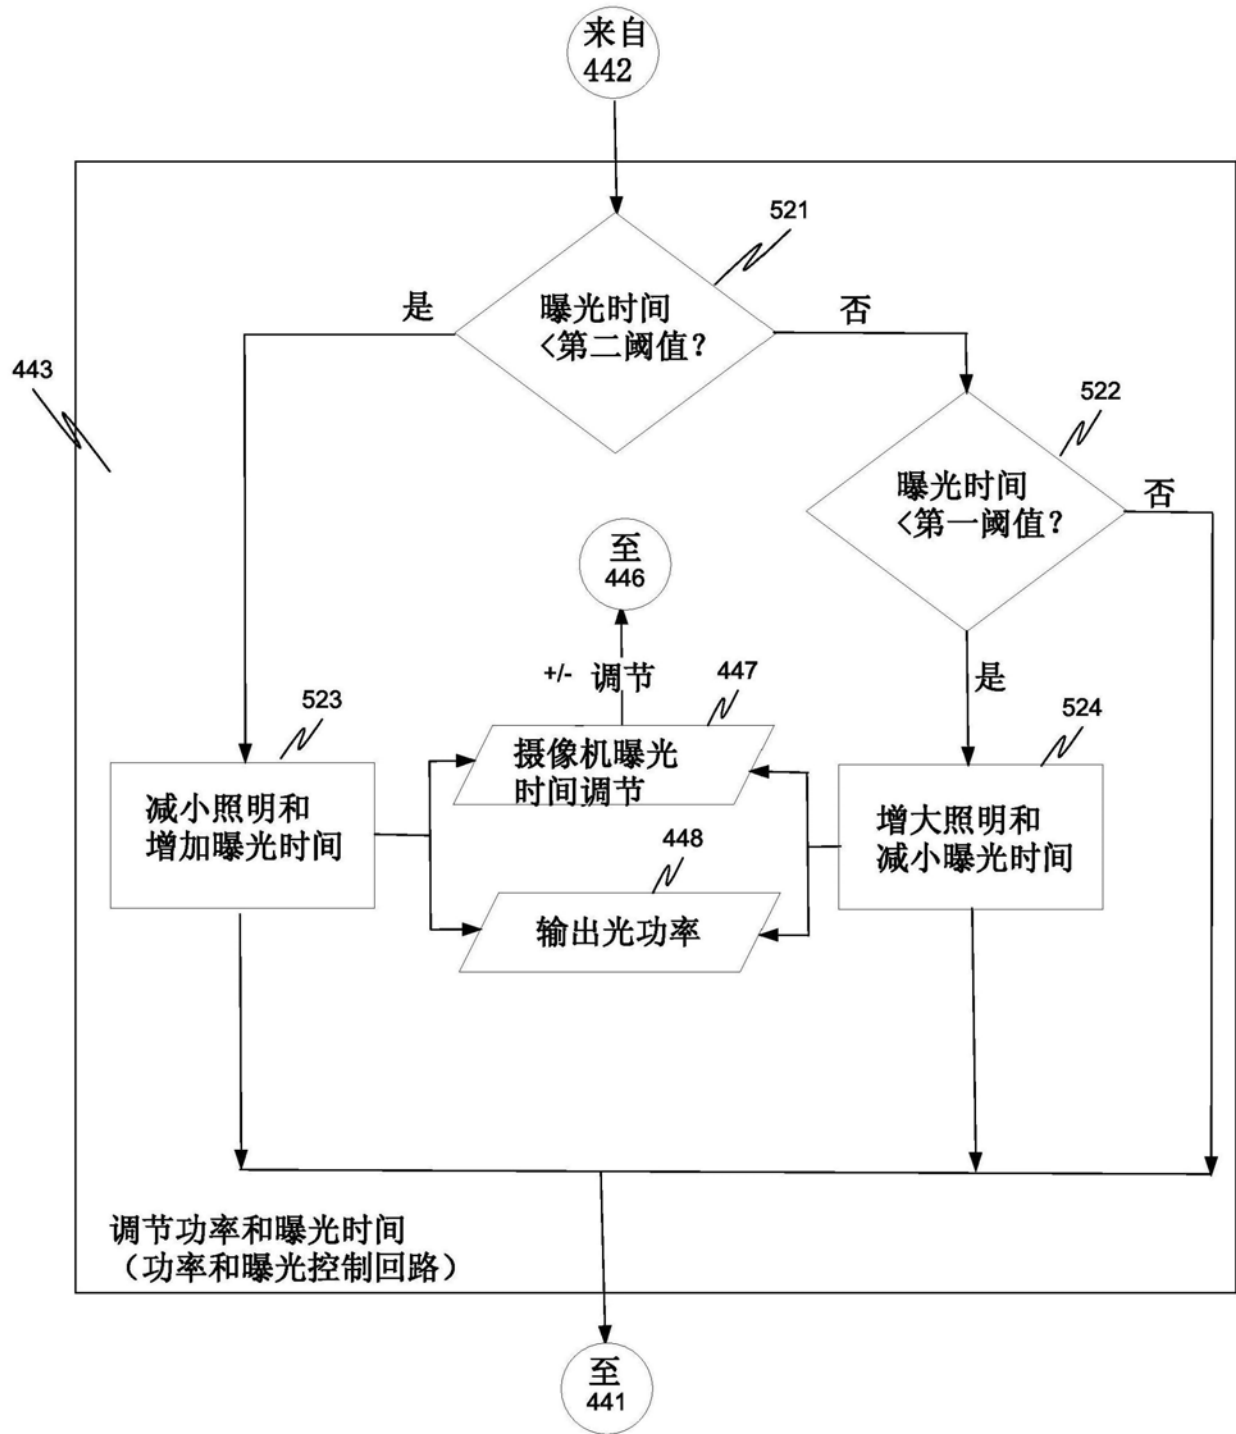 来自
442
521
是
曝光时间
<第二阈值?
否
443
522
曝光时间
<第一阈值?
否
至
446
+/- 调节
447
是
523
524
摄像机曝光
时间调节
减小照明和
增加曝光时间
增大照明和
减小曝光时间
448
输出光功率
调节功率和曝光时间
（功率和曝光控制回路）
至
441